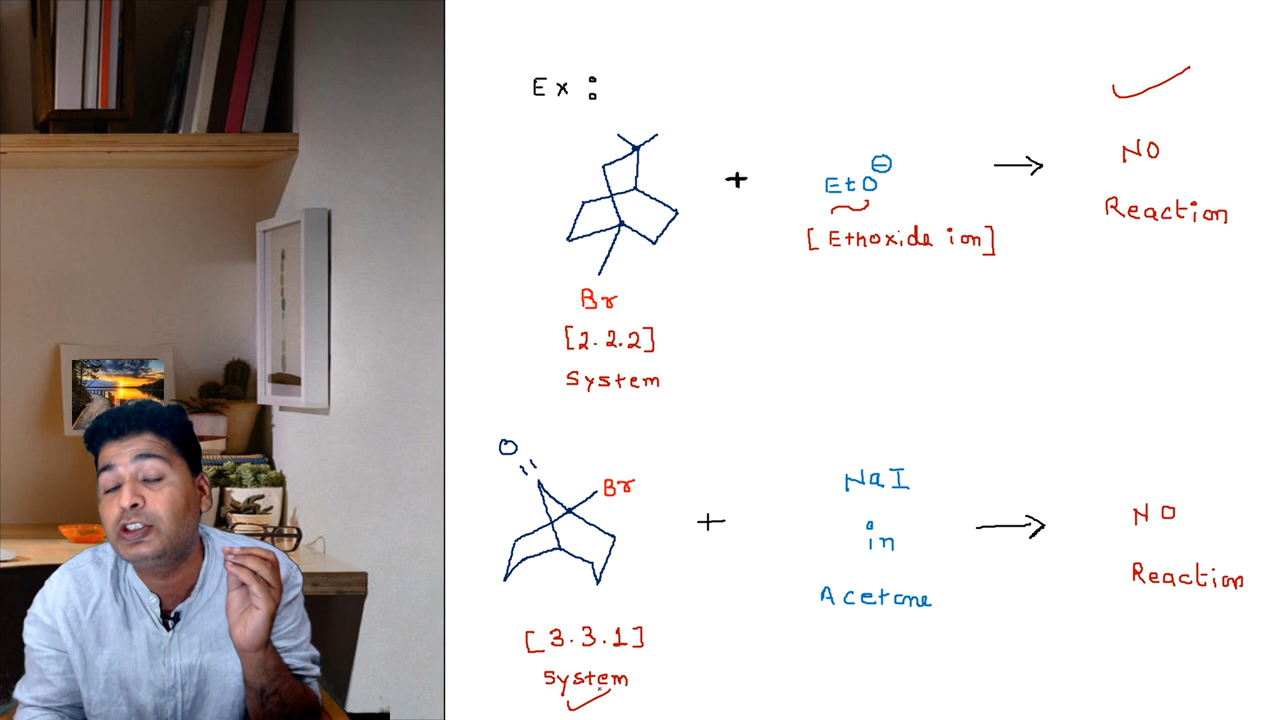 Ex :
Br
[2.2.2]
System
+
EtO⊖
[Ethoxide ion]
→
NO
Reaction
O
Br
[3.3.1]
System
+
NaI
in
Acetone
→
NO
Reaction